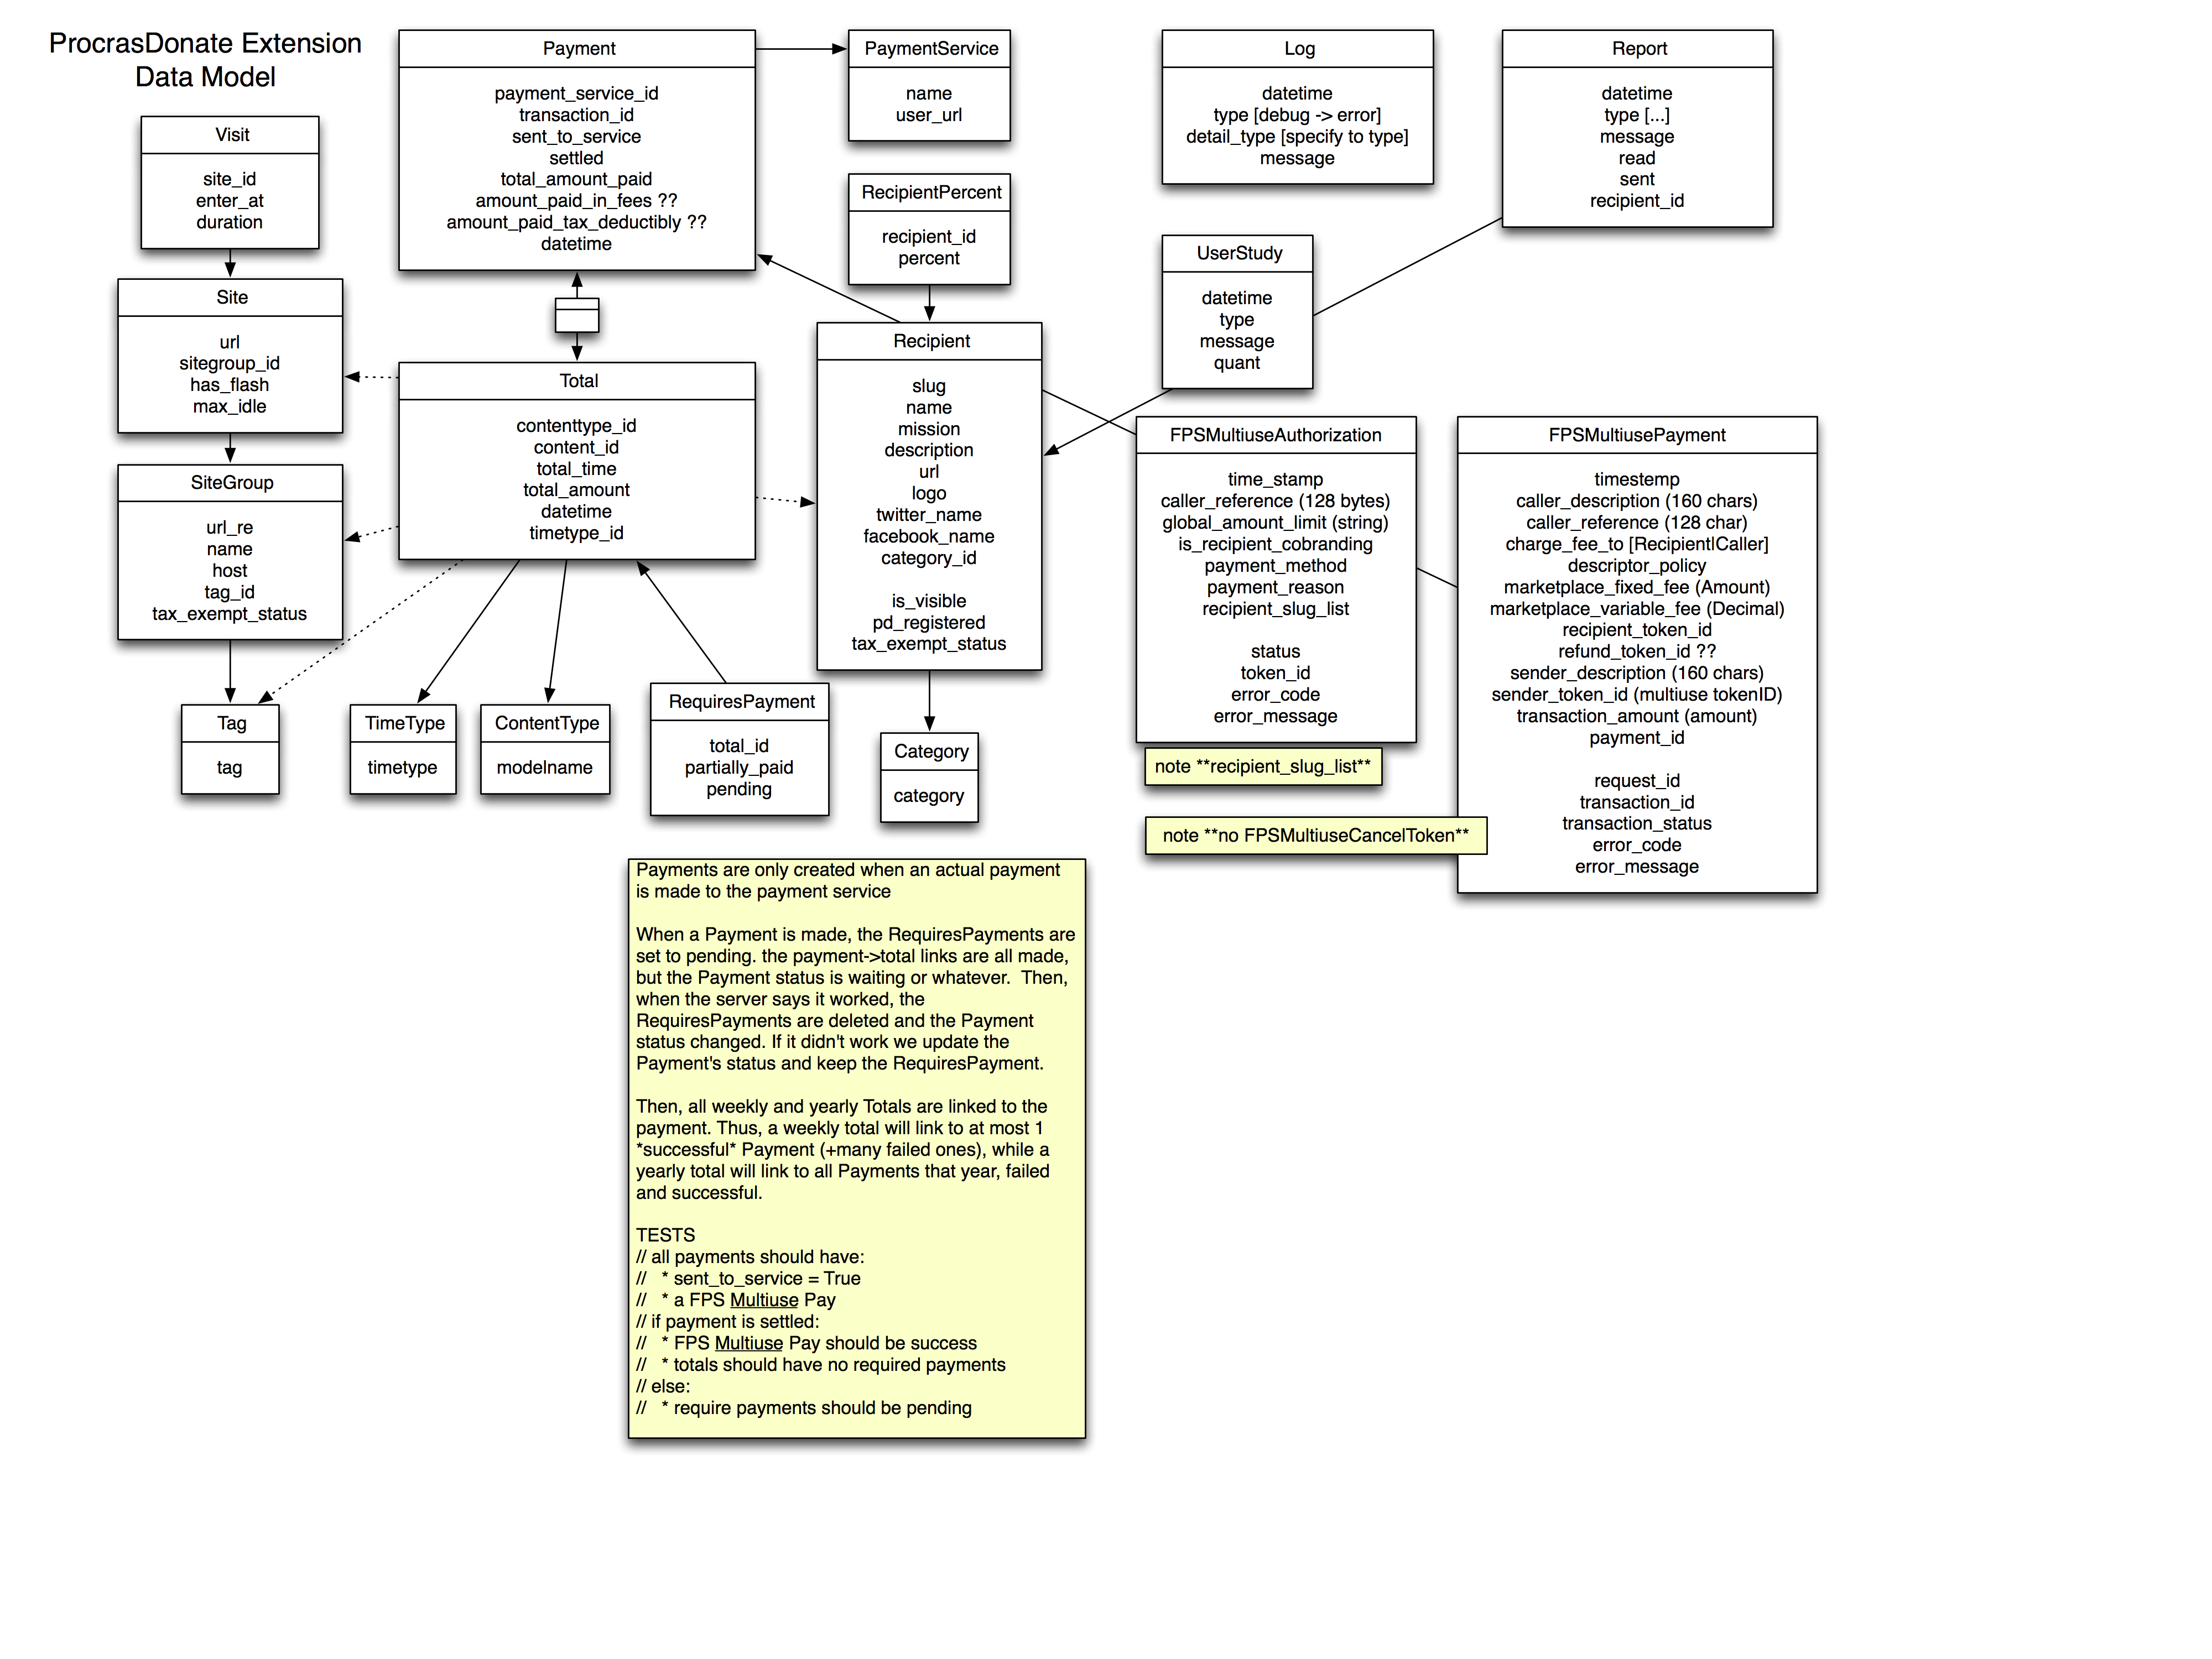 ProcrasDonate Extension
Data Model
Visit
site_id
enter_at
duration
Site
url
sitegroup_id
has_flash
max_idle
SiteGroup
url_re
name
host
tag_id
tax_exempt_status
Tag
tag
Payment
payment_service_id
transaction_id
sent_to_service
settled
total_amount_paid
amount_paid_in_fees ??
amount_paid_tax_deductibly ??
datetime
Total
contenttype_id
content_id
total_time
total_amount
datetime
timetype_id
TimeType
timetype
ContentType
modelname
RequiresPayment
total_id
partially_paid
pending
PaymentService
name
user_url
RecipientPercent
recipient_id
percent
Recipient
slug
name
mission
description
url
logo
twitter_name
facebook_name
category_id
is_visible
pd_registered
tax_exempt_status
Category
category
Log
datetime
type [debug -> error]
detail_type [specify to type]
message
Report
datetime
type [...]
message
read
sent
recipient_id
UserStudy
datetime
type
message
quant
FPSMultiuseAuthorization
time_stamp
caller_reference (128 bytes)
global_amount_limit (string)
is_recipient_cobranding
payment_method
payment_reason
recipient_slug_list
status
token_id
error_code
error_message
note **recipient_slug_list**
note **no FPSMultiuseCancelToken**
FPSMultiusePayment
timestemp
caller_description (160 chars)
caller_reference (128 char)
charge_fee_to [Recipient|Caller]
descriptor_policy
marketplace_fixed_fee (Amount)
marketplace_variable_fee (Decimal)
recipient_token_id
refund_token_id ??
sender_description (160 chars)
sender_token_id (multiuse tokenID)
transaction_amount (amount)
payment_id
request_id
transaction_id
transaction_status
error_code
error_message
Payments are only created when an actual payment
is made to the payment service
When a Payment is made, the RequiresPayments are
set to pending. the payment->total links are all made,
but the Payment status is waiting or whatever.  Then,
when the server says it worked, the
RequiresPayments are deleted and the Payment
status changed. If it didn't work we update the
Payment's status and keep the RequiresPayment.
Then, all weekly and yearly Totals are linked to the
payment. Thus, a weekly total will link to at most 1
*successful* Payment (+many failed ones), while a
yearly total will link to all Payments that year, failed
and successful.
TESTS
// all payments should have:
//   * sent_to_service = True
//   * a FPS Multiuse Pay
// if payment is settled:
//   * FPS Multiuse Pay should be success
//   * totals should have no required payments
// else:
//   * require payments should be pending